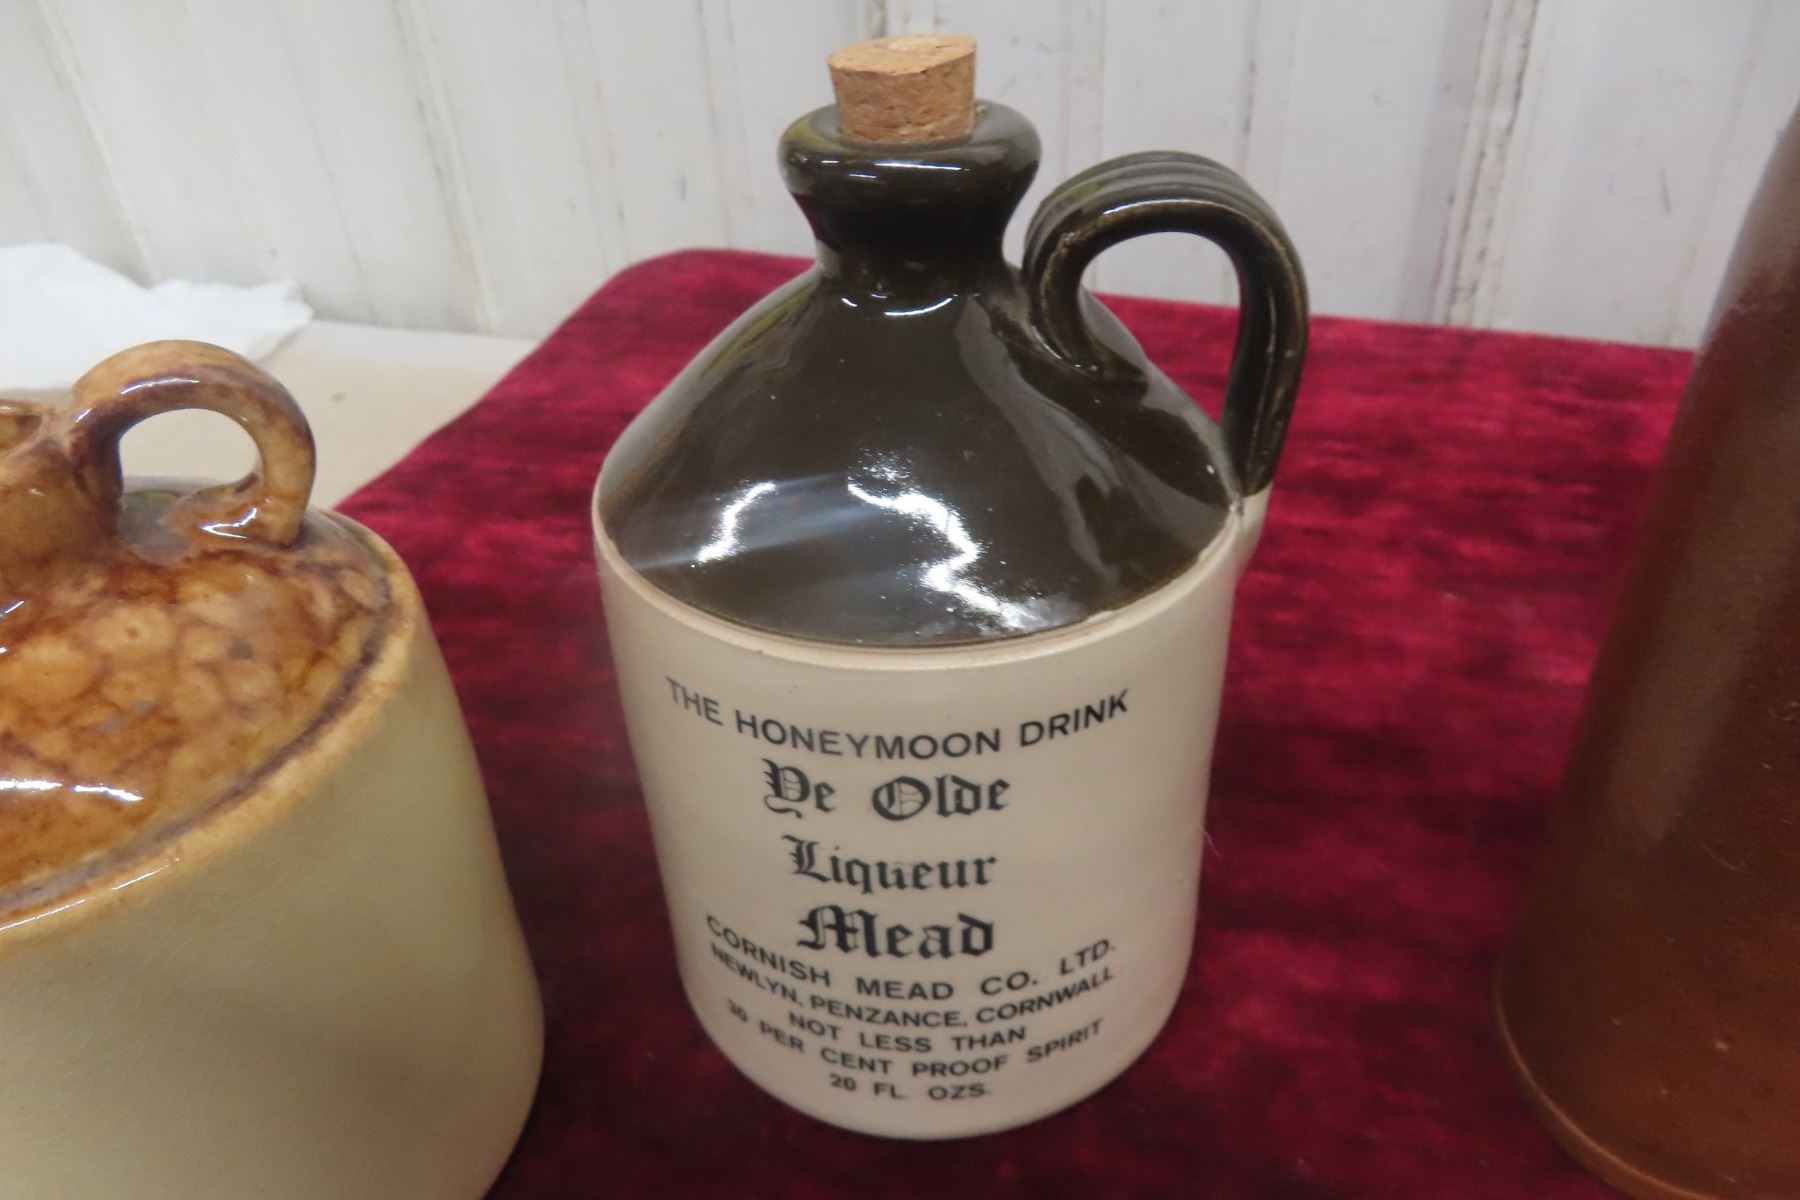 THE HONEYMOON DRINK
Ye Olde
Liqueur
Mead
CORNISH MEAD CO. LTD.
NEWLYN, PENZANCE, CORNWALL
NOT LESS THAN
30 PER CENT PROOF SPIRIT
20 FL OZS.